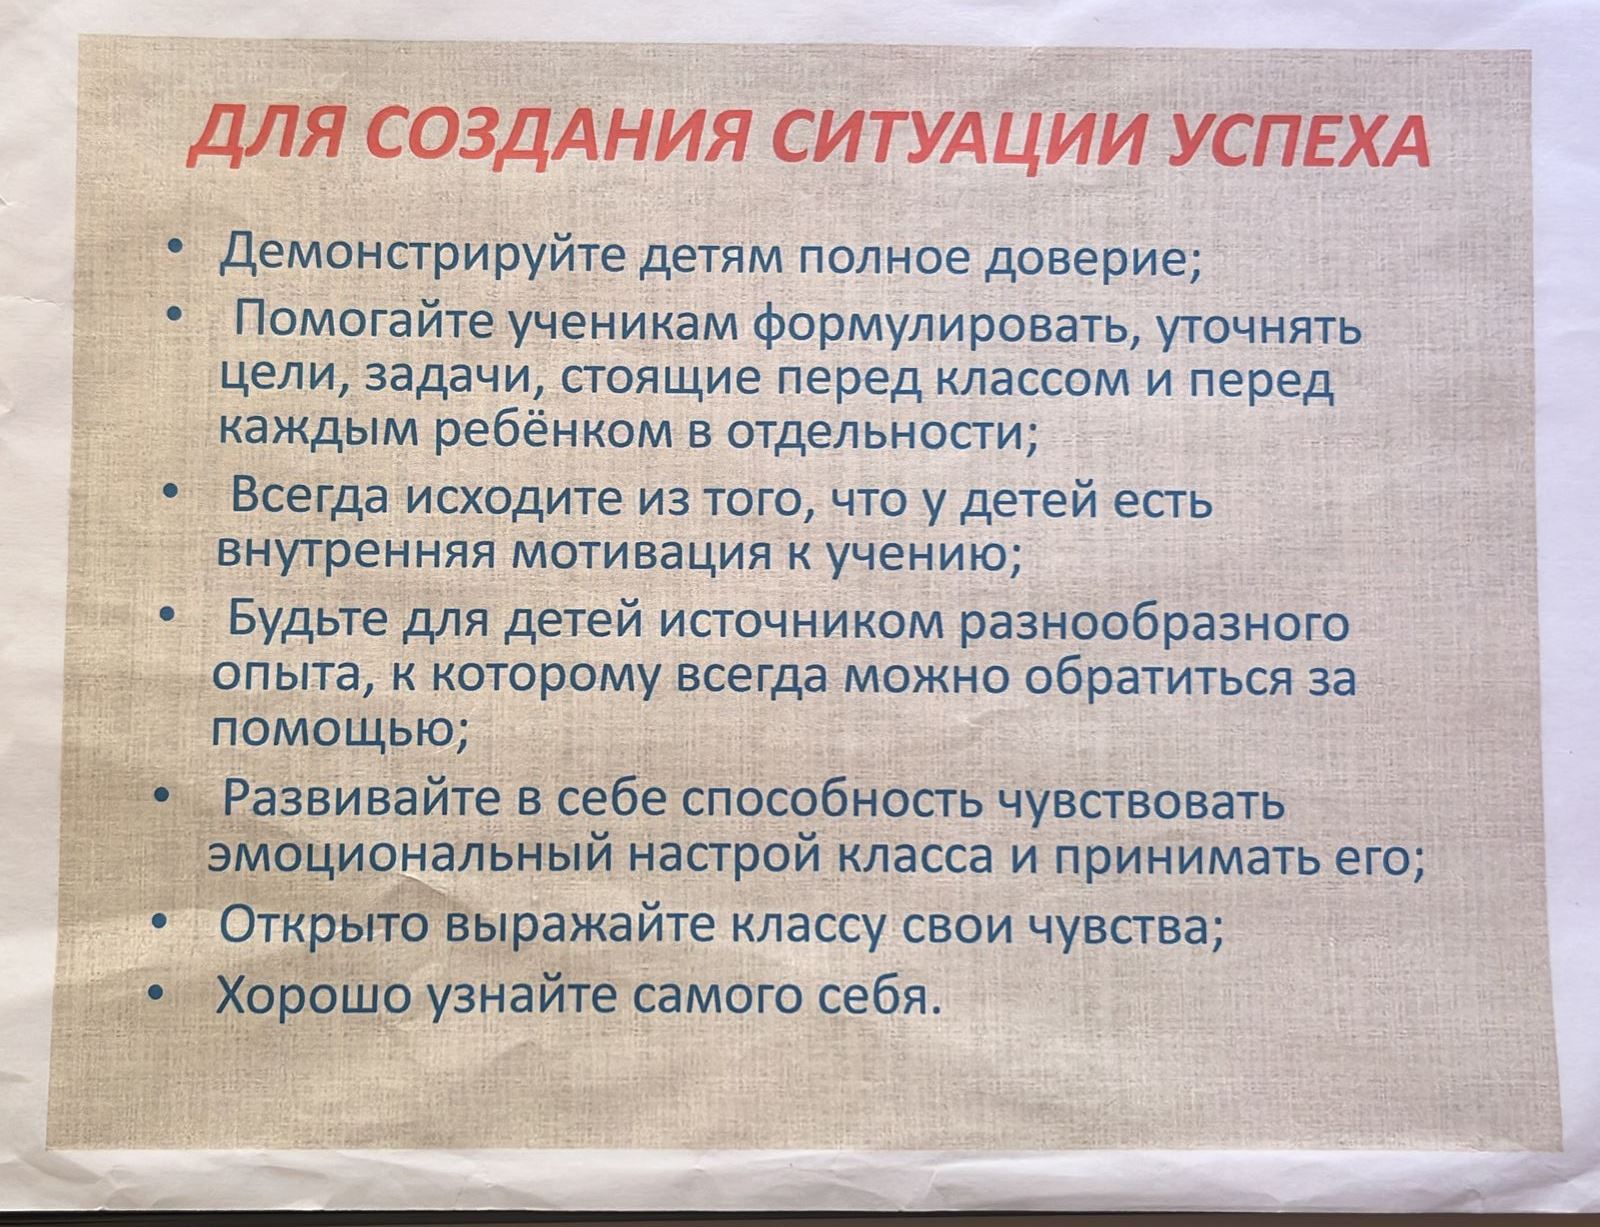 ДЛЯ СОЗДАНИЯ СИТУАЦИИ УСПЕХА
• Демонстрируйте детям полное доверие;
• Помогайте ученикам формулировать, уточнять
цели, задачи, стоящие перед классом и перед
каждым ребёнком в отдельности;
• Всегда исходите из того, что у детей есть
внутренняя мотивация к учению;
• Будьте для детей источником разнообразного
опыта, к которому всегда можно обратиться за
помощью;
• Развивайте в себе способность чувствовать
эмоциональный настрой класса и принимать его;
• Открыто выражайте классу свои чувства;
• Хорошо узнайте самого себя.